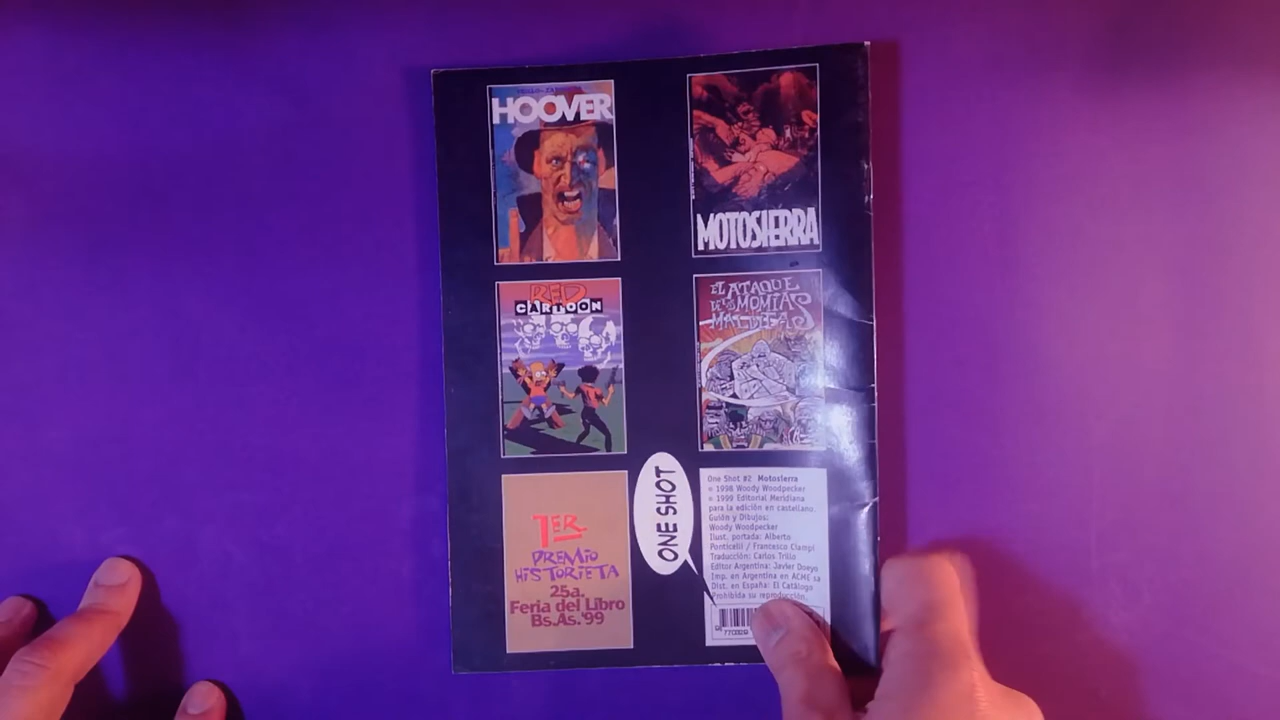 HOOVER
MOTOSIERRA
RED
CARTOON
EL ATAQUE
DE LAS MOMIAS
MALDITAS
1ER
PREMIO
HISTORIETA
25a.
Feria del Libro
Bs.As.'99
ONE SHOT
One Shot #2 Motosierra
© 1998 Woody Woodpecker
© 1999 Editorial Meridiana
para la edición en castellano.
Guión y Dibujos:
Woody Woodpecker
Ilust. portada: Alberto
Ponticelli / Francesco Ciampi
Traducción: Carlos Trillo
Editor Argentina: Javier Doeyo
Imp. en Argentina en ACME sa
Dist. en España: El Catálogo
Prohibida su reproducción.